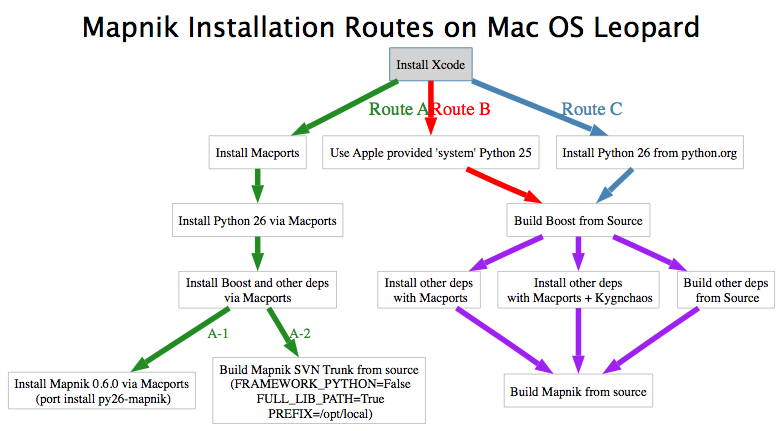 Mapnik Installation Routes on Mac OS Leopard
Install Xcode
Route A
Route B
Route C
Install Macports
Use Apple provided 'system' Python 25
Install Python 26 from python.org
Install Python 26 via Macports
Build Boost from Source
Install Boost and other deps
via Macports
Install other deps
with Macports
Install other deps
with Macports + Kygnchaos
Build other deps
from Source
A-1
A-2
Install Mapnik 0.6.0 via Macports
(port install py26-mapnik)
Build Mapnik SVN Trunk from source
(FRAMEWORK_PYTHON=False
FULL_LIB_PATH=True
PREFIX=/opt/local)
Build Mapnik from source